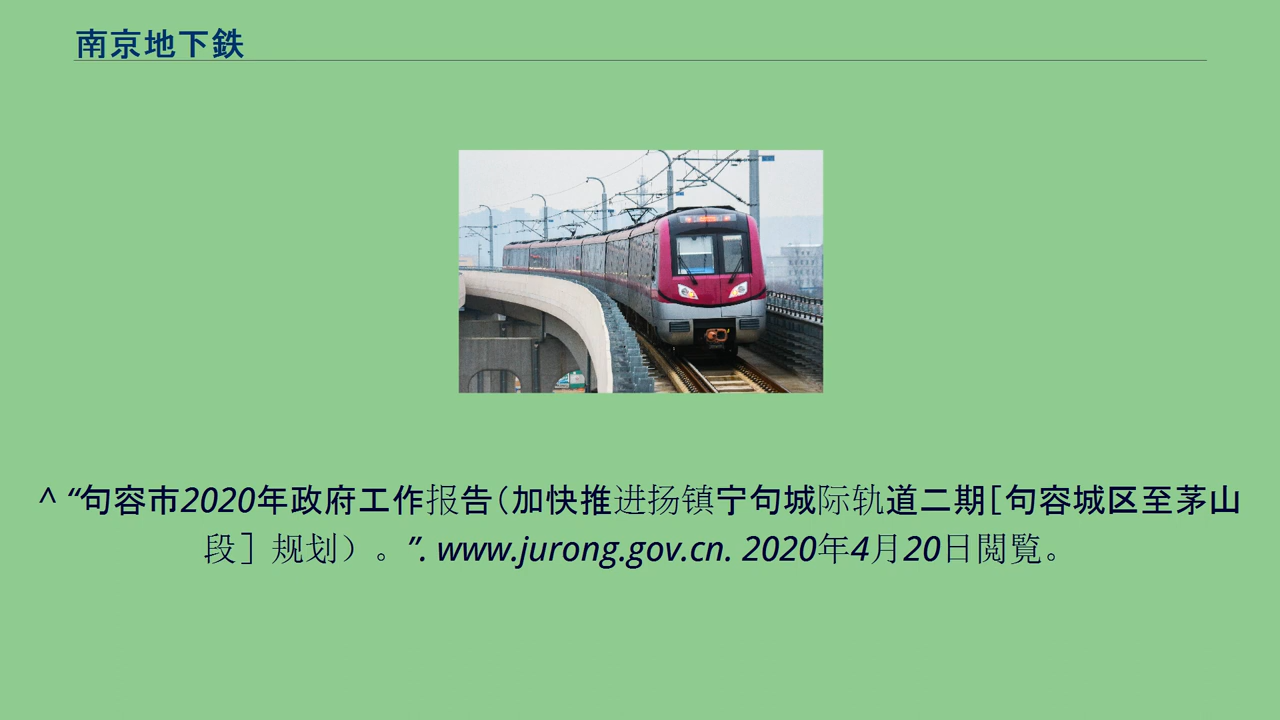 南京地下鉄
^ “句容市2020年政府工作报告（加快推进扬镇宁句城际轨道二期[句容城区至茅山
段］规划）。”. www.jurong.gov.cn. 2020年4月20日閲覧。